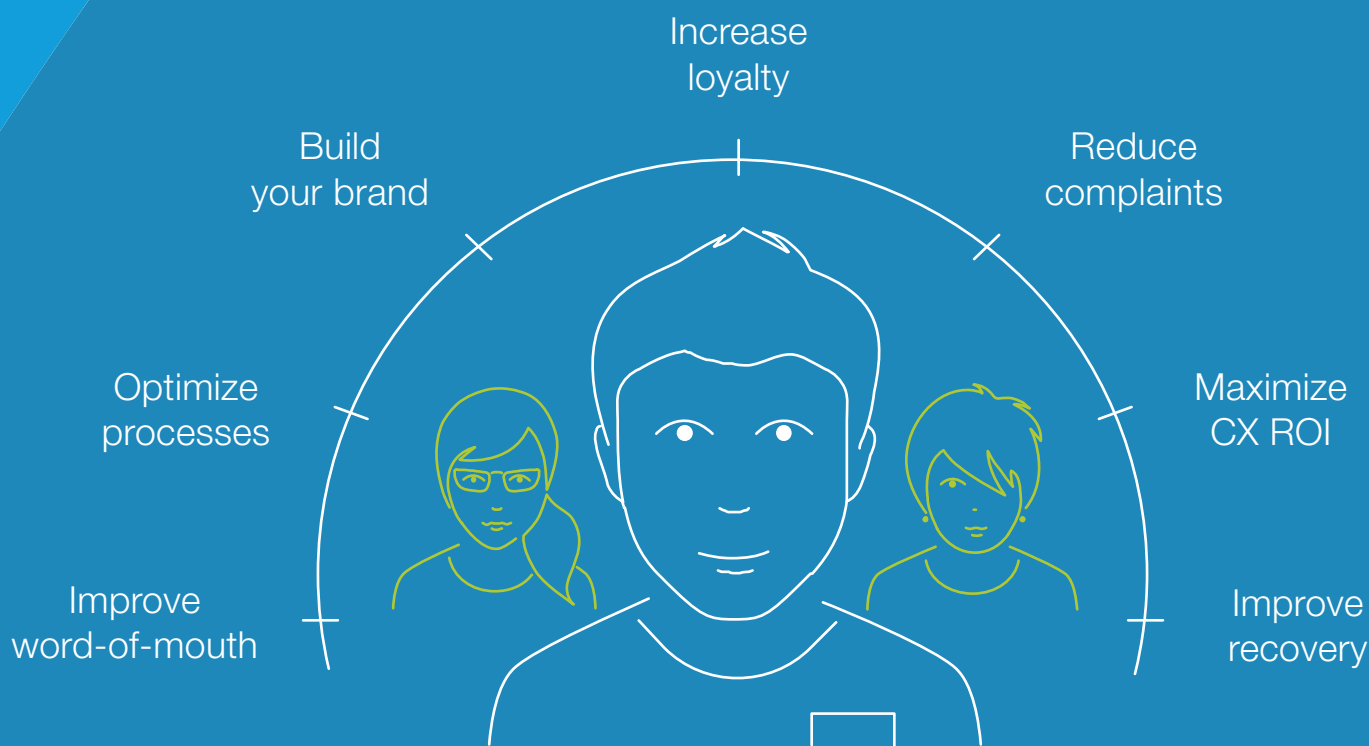 Increase
loyalty
Build
your brand
Reduce
complaints
Optimize
processes
Maximize
CX ROI
Improve
word-of-mouth
Improve
recovery